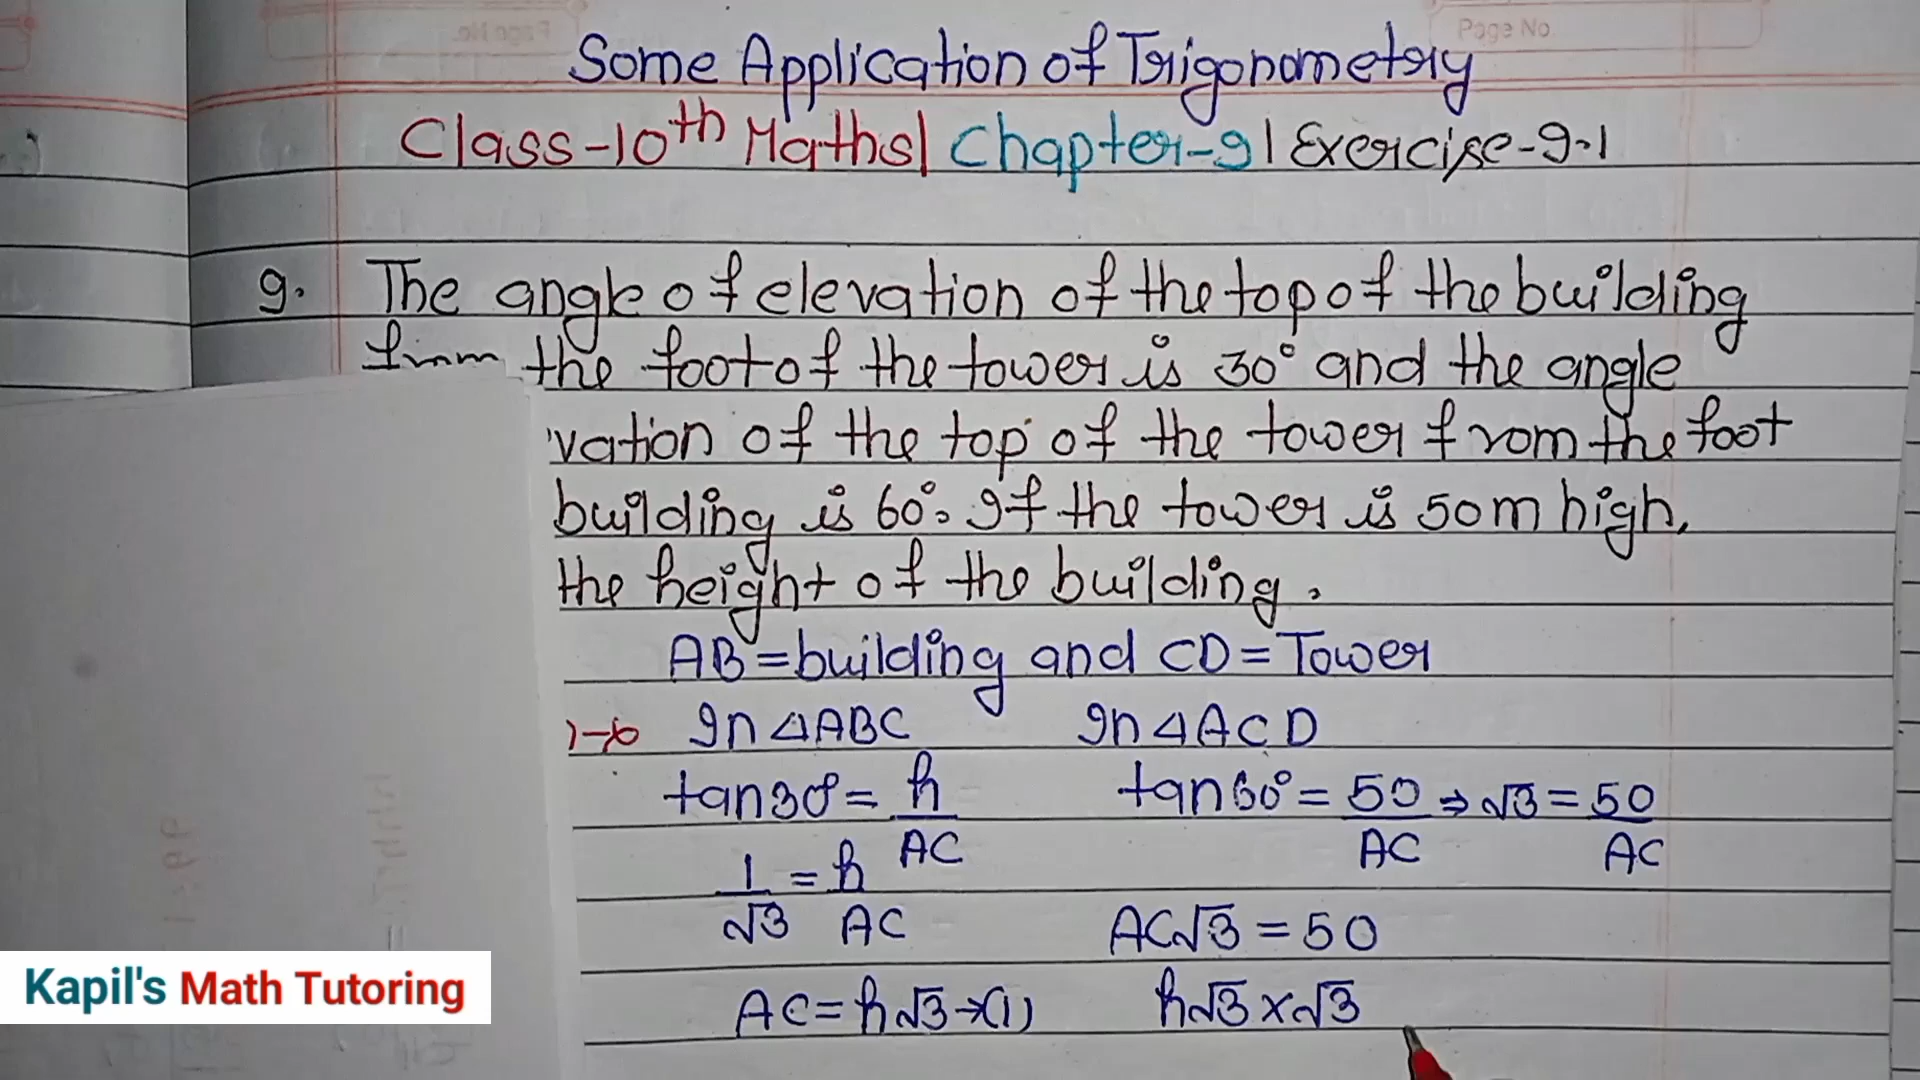 Page No.
Some Application of Trigonometry
Class-10th Maths| Chapter-9| Exercise-9.1
9. The angle of elevation of the top of the building
from the foot of the tower is 30° and the angle
vation of the top of the tower from the foot
building is 60°. If the tower is 50m high,
the height of the building.
AB=building and CD=Tower
In ◁ABC In ◁ACD
tan30°= h/AC tan60°= 50/AC ⇒ √3 = 50/AC
1/√3 = h/AC AC√3 = 50
AC=h√3→(1) h√3×√3
Kapil's Math Tutoring